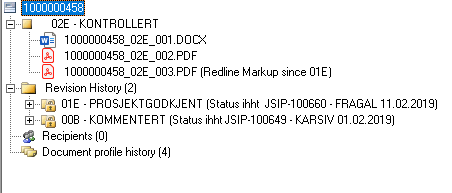 1000000458
02E - KONTROLLERT
1000000458_02E_001.DOCX
1000000458_02E_002.PDF
1000000458_02E_003.PDF (Redline Markup since 01E)
Revision History (2)
01E - PROSJEKTGODKJENT (Status ihht JSIP-100660 - FRAGAL 11.02.2019)
00B - KOMMENTERT (Status ihht JSIP-100649 - KARSIV 01.02.2019)
Recipients (0)
Document profile history (4)